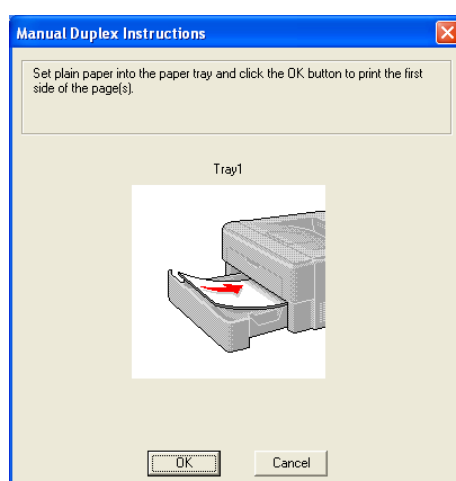 Manual Duplex Instructions
Set plain paper into the paper tray and click the OK button to print the first
side of the page(s).
Tray1
OK
Cancel